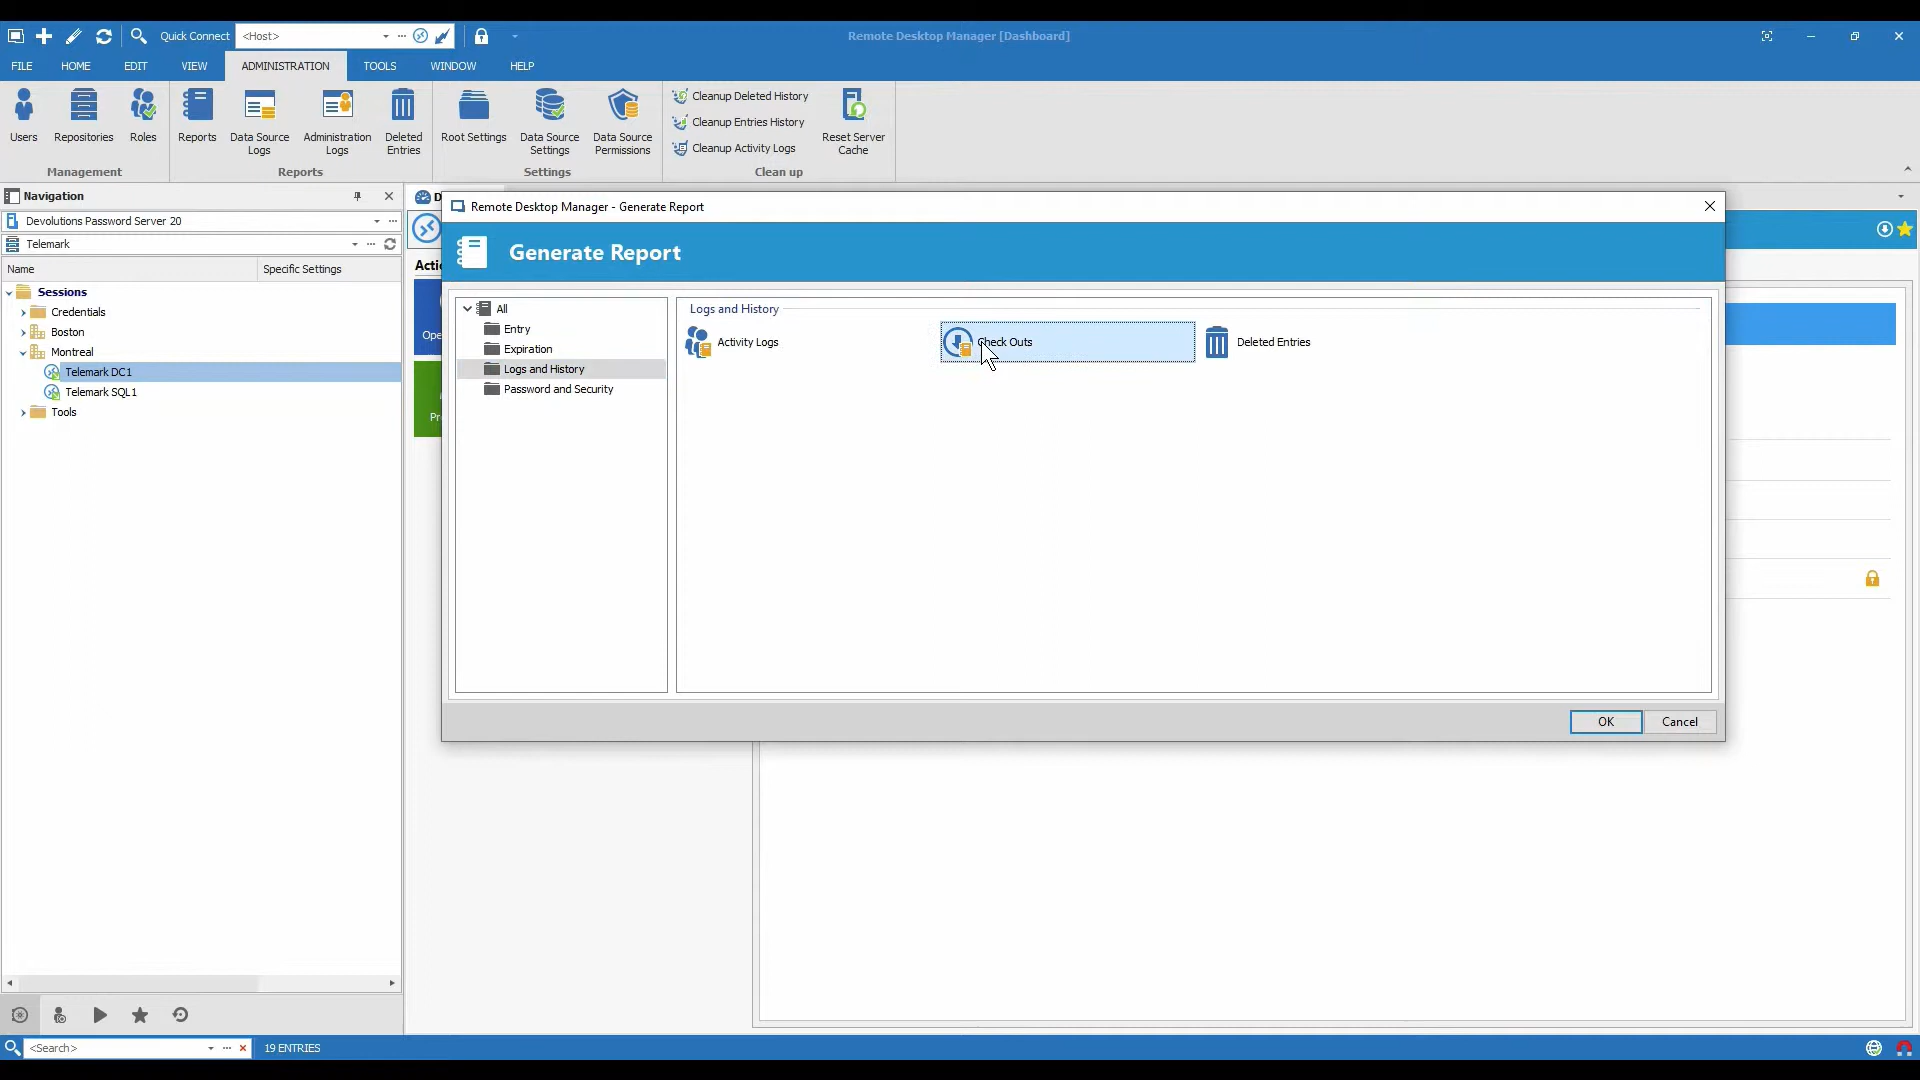 Quick Connect <Host>
Remote Desktop Manager [Dashboard]
FILE HOME EDIT VIEW ADMINISTRATION TOOLS WINDOW HELP
Users
Repositories
Roles
Management
Reports
Data Source
Logs
Administration
Logs
Deleted
Entries
Reports
Root Settings
Data Source
Settings
Data Source
Permissions
Settings
Cleanup Deleted History
Cleanup Entries History
Cleanup Activity Logs
Reset Server
Cache
Clean up
Navigation
Devolutions Password Server 20
Telemark
Name Specific Settings
Sessions
Credentials
Boston
Montreal
Telemark DC1
Telemark SQL1
Tools
D
Actio
Ope
Pr
Remote Desktop Manager - Generate Report
Generate Report
All
Entry
Expiration
Logs and History
Password and Security
Logs and History
Activity Logs
Check Outs
Deleted Entries
OK
Cancel
<Search>
19 ENTRIES